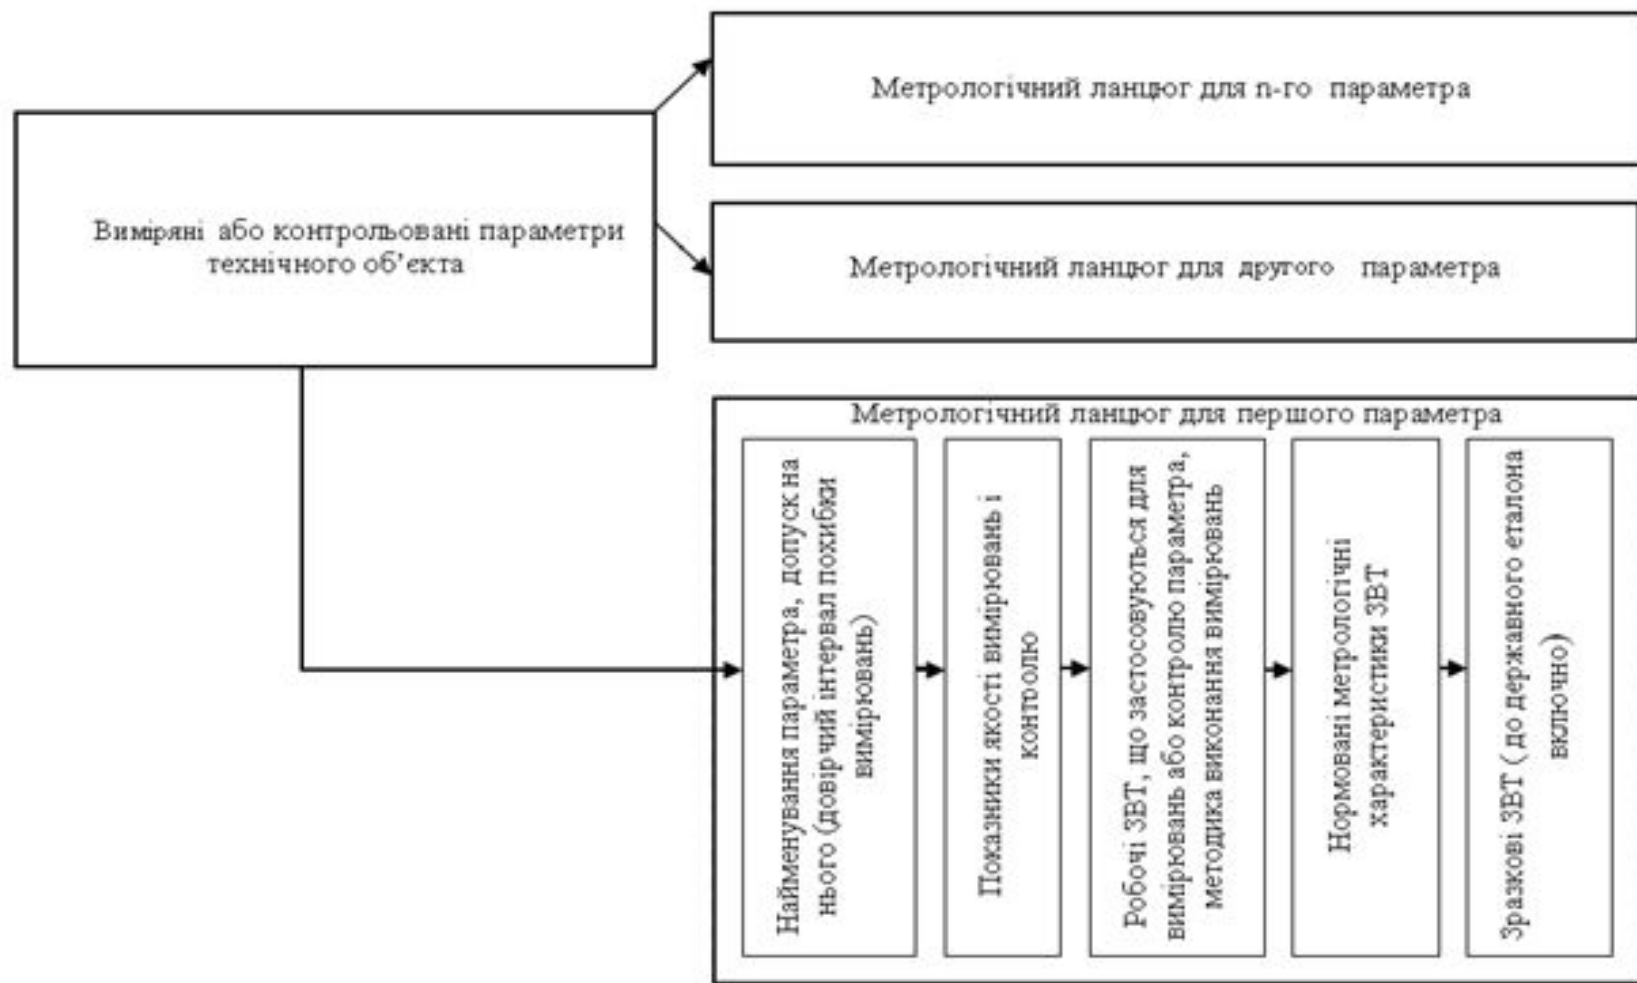 Метрологічний ланцюг для n-го параметра
Виміряні або контрольовані параметри
технічного об’єкта
Метрологічний ланцюг для другого параметра
Метрологічний ланцюг для першого параметра
Найменування параметра, допуск на
нього (довірчий інтервал похибки
вимірювань)
Показники якості вимірювань і
контролю
Робочі ЗВТ, що застосовуються для
вимірювань або контролю параметра,
методика виконання вимірювань
Нормовані метрологічні
характеристики ЗВТ
Зразкові ЗВТ ( до державного еталона
включно)